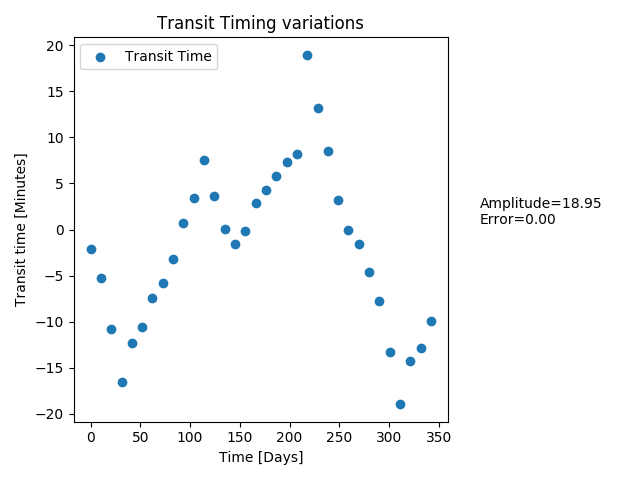 Transit Timing variations
Transit Time
20
15
10
5
0
−5
−10
−15
−20
Transit time [Minutes]
0 50 100 150 200 250 300 350
Time [Days]
Amplitude=18.95
Error=0.00